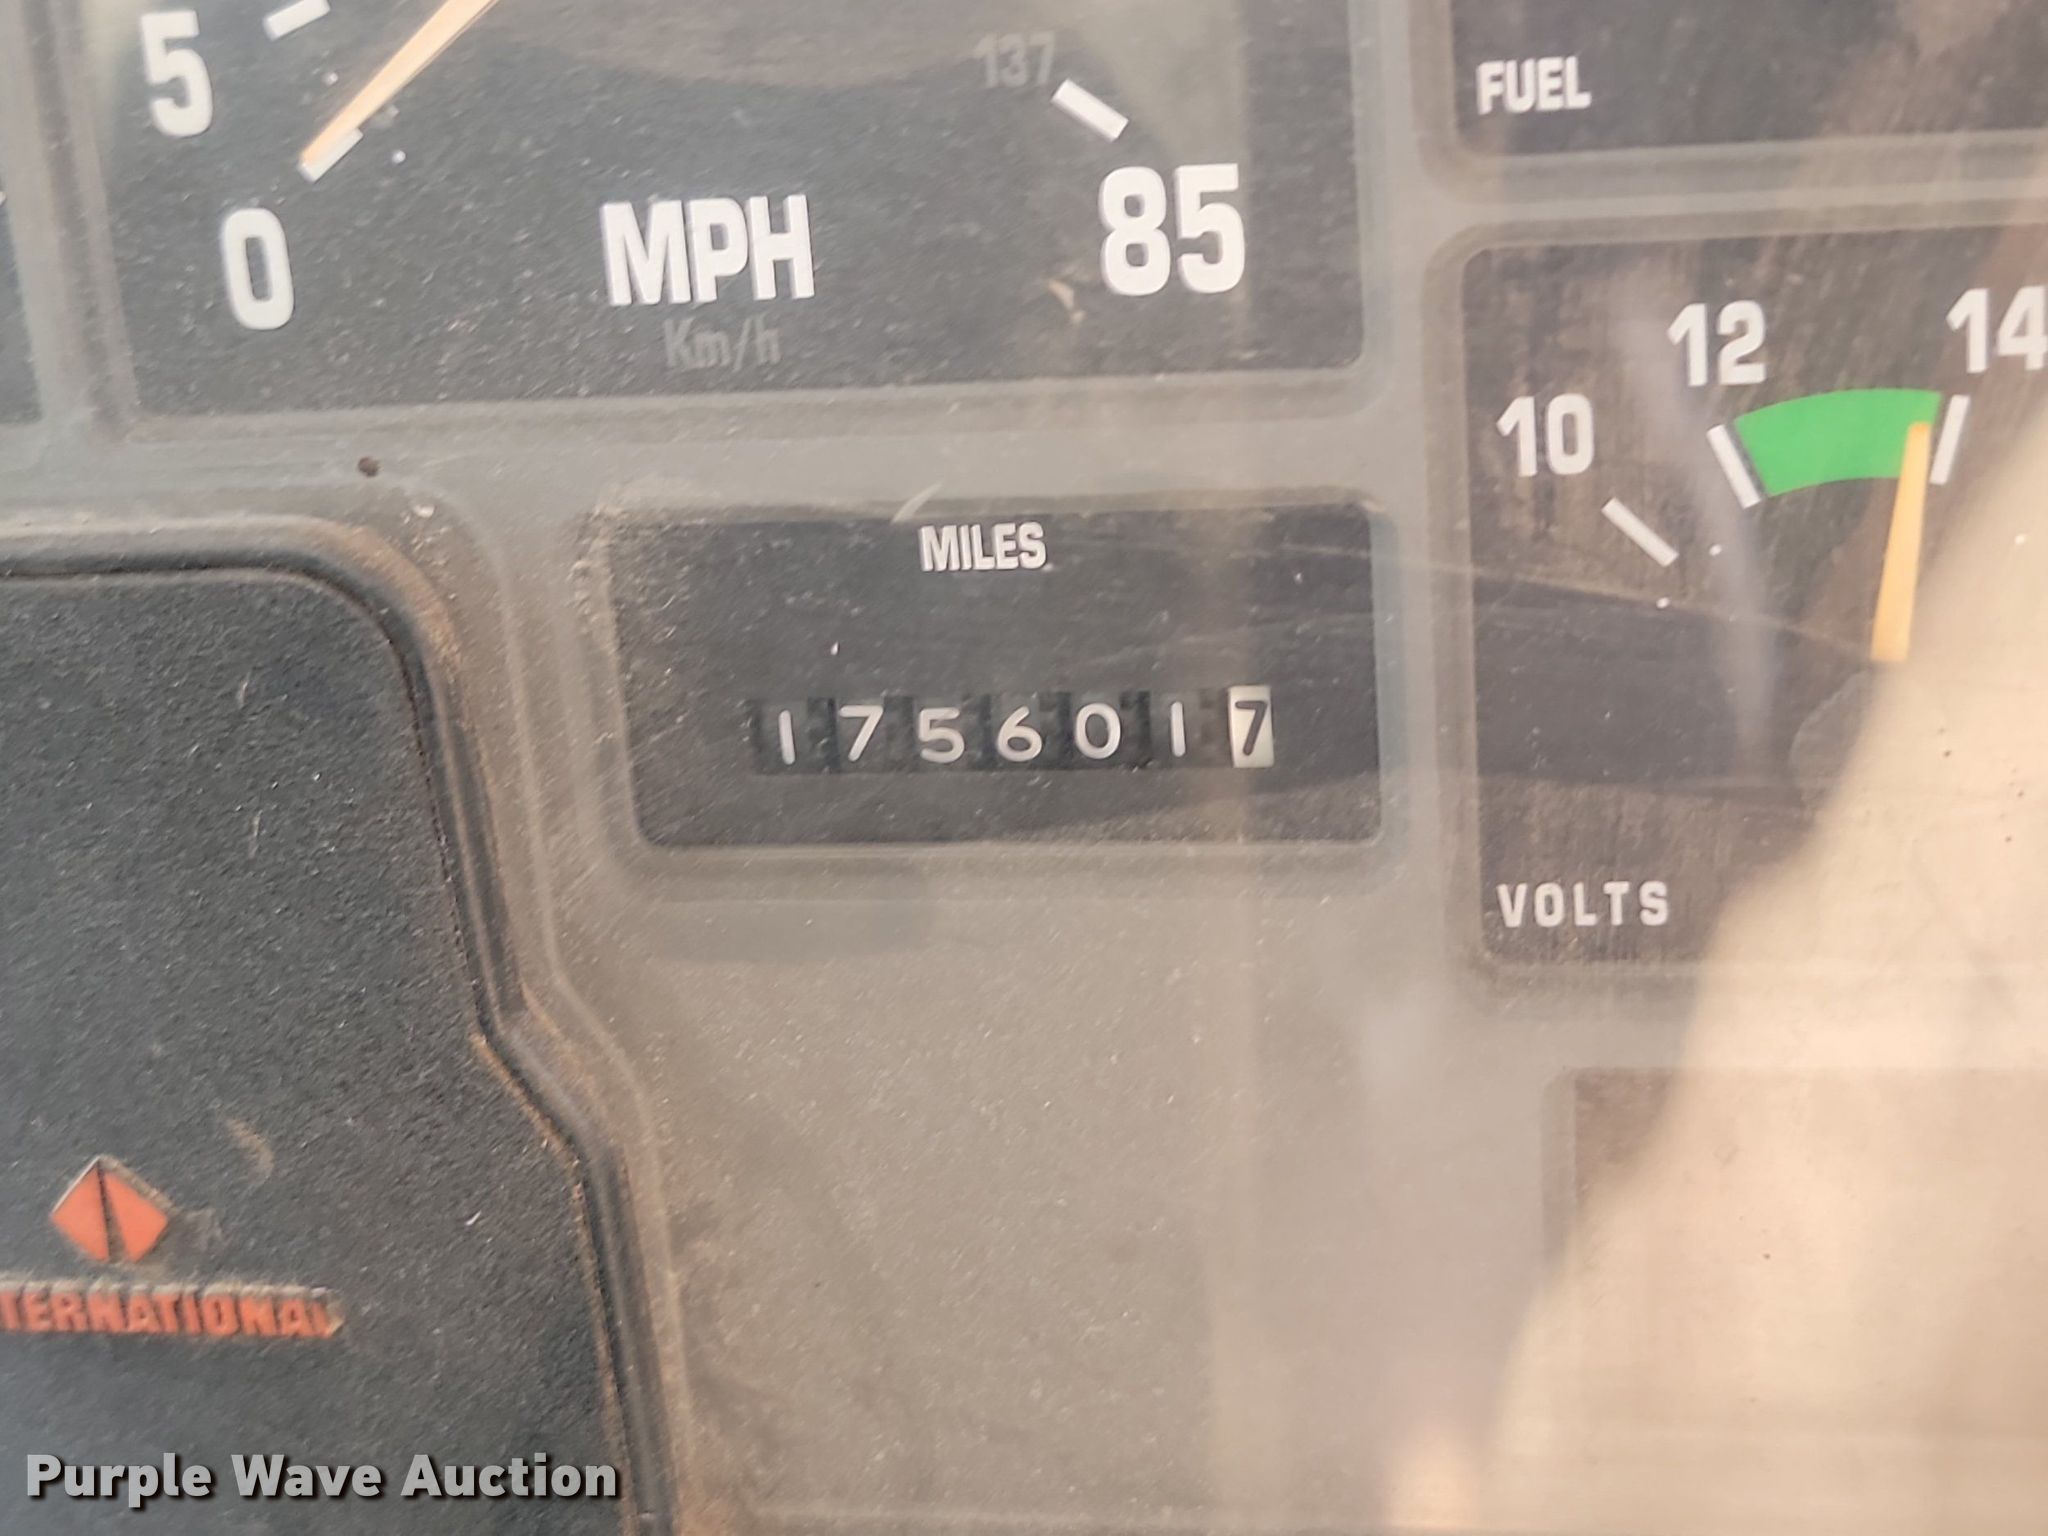 5
137
FUEL
0
MPH
85
Km/h
10
12
14
MILES
1756017
VOLTS
TERNATIONAL
Purple Wave Auction